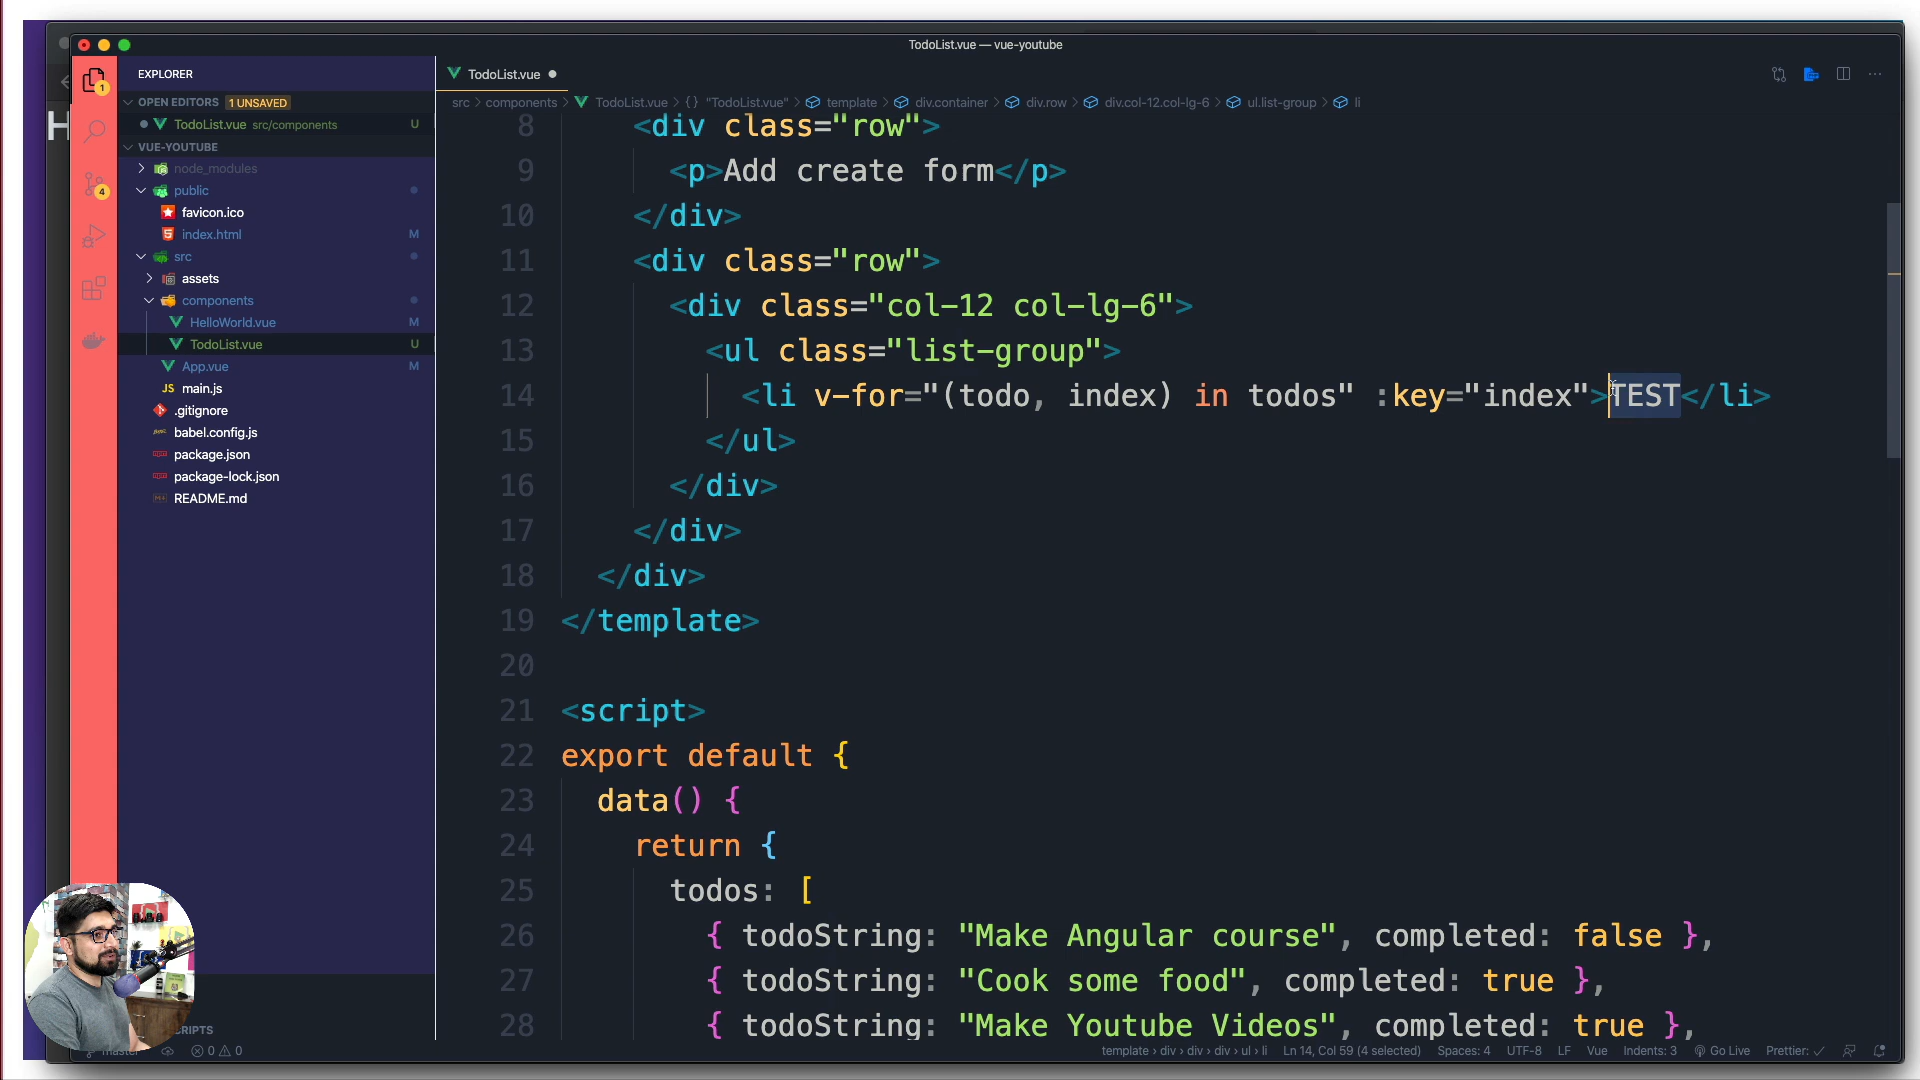 TodoList.vue — vue-youtube
EXPLORER
TodoList.vue
OPEN EDITORS 1 UNSAVED
src > components > TodoList.vue > {} "TodoList.vue" > template > div.container > div.row > div.col-12.col-lg-6 > ul.list-group > li
TodoList.vue src/components U
VUE-YOUTUBE
node_modules
public
favicon.ico
index.html M
src
assets
components
HelloWorld.vue M
TodoList.vue U
App.vue M
JS main.js
.gitignore
babel.config.js
package.json
package-lock.json
README.md
1
4
H
8 <div class="row">
9 <p>Add create form</p>
10 </div>
11 <div class="row">
12 <div class="col-12 col-lg-6">
13 <ul class="list-group">
14 <li v-for="(todo, index) in todos" :key="index">TEST</li>
15 </ul>
16 </div>
17 </div>
18 </div>
19 </template>
20
21 <script>
22 export default {
23 data() {
24 return {
25 todos: [
26 { todoString: "Make Angular course", completed: false },
27 { todoString: "Cook some food", completed: true },
28 { todoString: "Make Youtube Videos", completed: true },
master 0 0 template › div › div › div › ul › li Ln 14, Col 59 (4 selected) Spaces: 4 UTF-8 LF Vue Indents: 3 Go Live Prettier: ✓